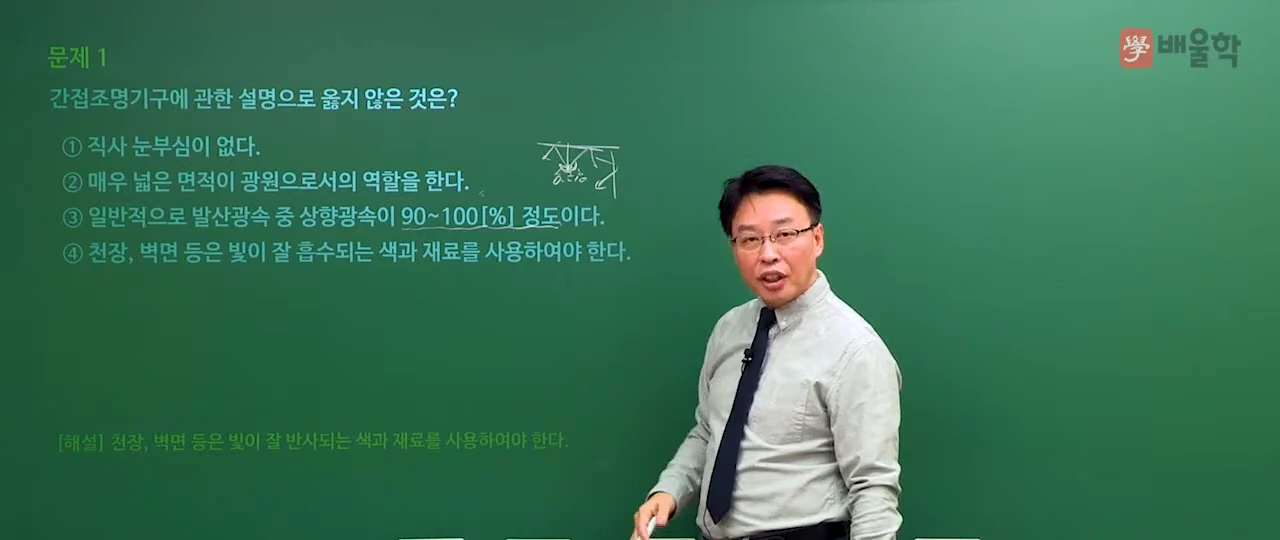 學 배울학
문제 1
간접조명기구에 관한 설명으로 옳지 않은 것은?
① 직사 눈부심이 없다.
② 매우 넓은 면적이 광원으로서의 역할을 한다.
③ 일반적으로 발산광속 중 상향광속이 90~100[%] 정도이다.
④ 천장, 벽면 등은 빛이 잘 흡수되는 색과 재료를 사용하여야 한다.
[해설] 천장, 벽면 등은 빛이 잘 반사되는 색과 재료를 사용하여야 한다.